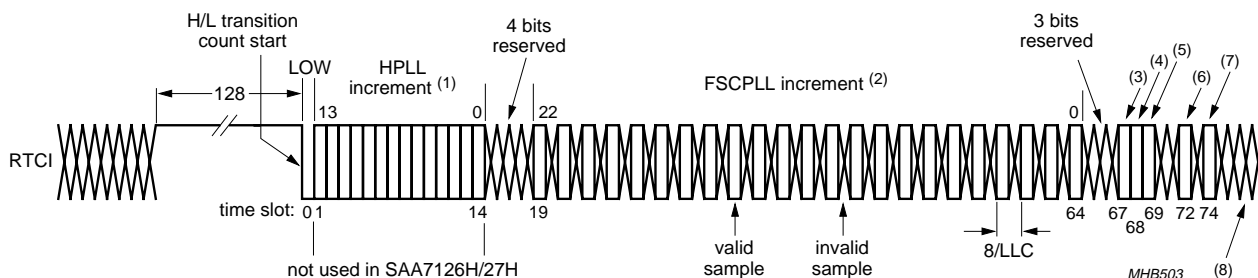 H/L transition
count start
4 bits
reserved
3 bits
reserved
LOW
HPLL
increment (1)
FSCPLL increment (2)
(3)
(4)
(5)
(6)
(7)
128
13
0
22
0
RTCI
time slot:
0
1
14
19
64
67
68
69
72
74
valid
sample
invalid
sample
8/LLC
not used in SAA7126H/27H
MHB503
(8)